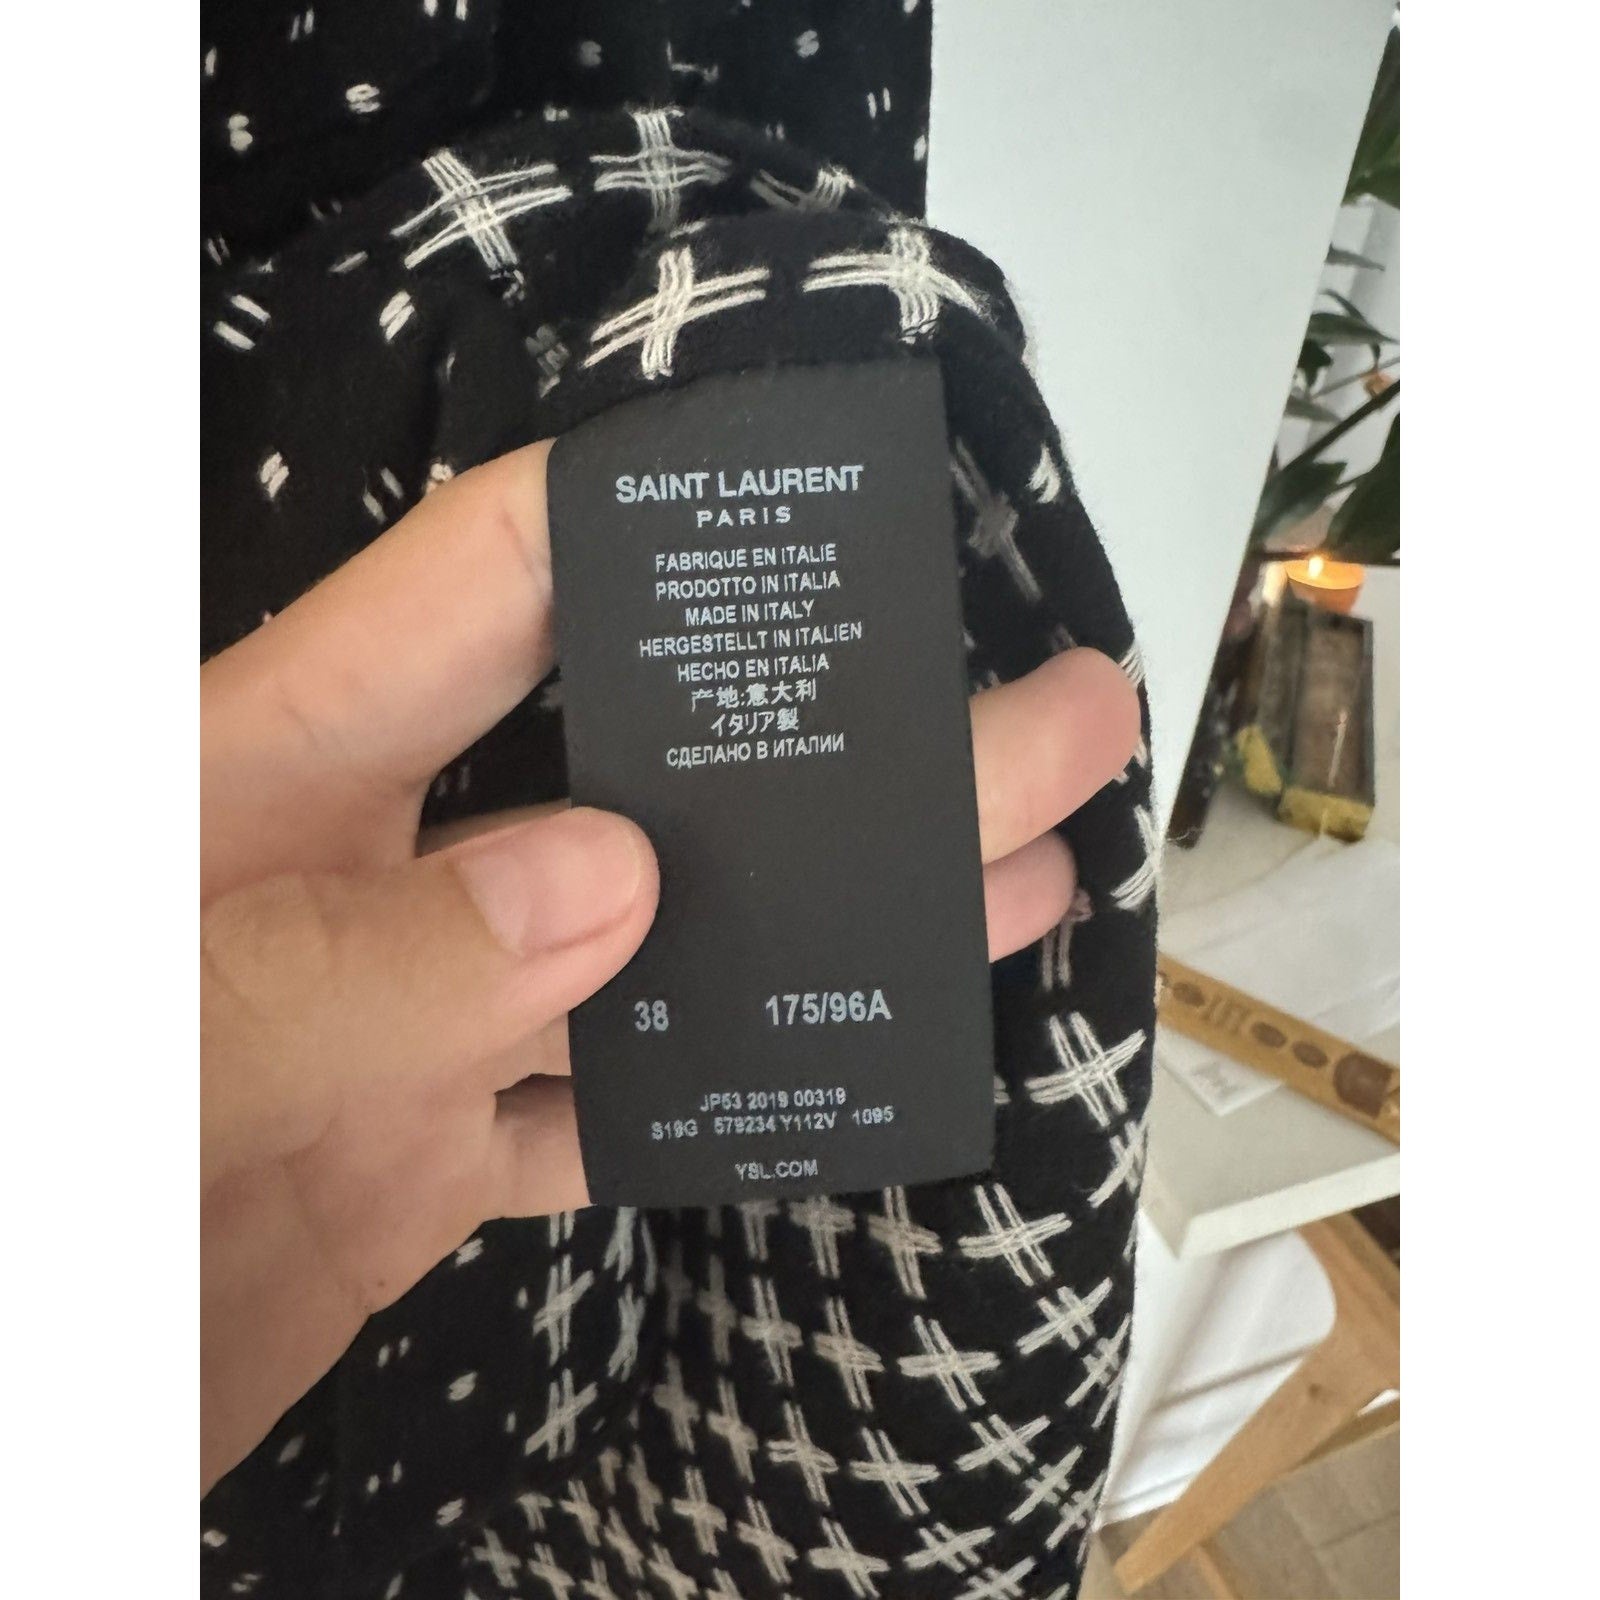 SAINT LAURENT
PARIS
FABRIQUE EN ITALIE
PRODOTTO IN ITALIA
MADE IN ITALY
HERGESTELLT IN ITALIEN
HECHO EN ITALIA
产地:意大利
イタリア製
СДЕЛАНО В ИТАЛИИ
38 175/96A
JP53 2019 00319
S19G 579234 Y112V 1095
YSL.COM